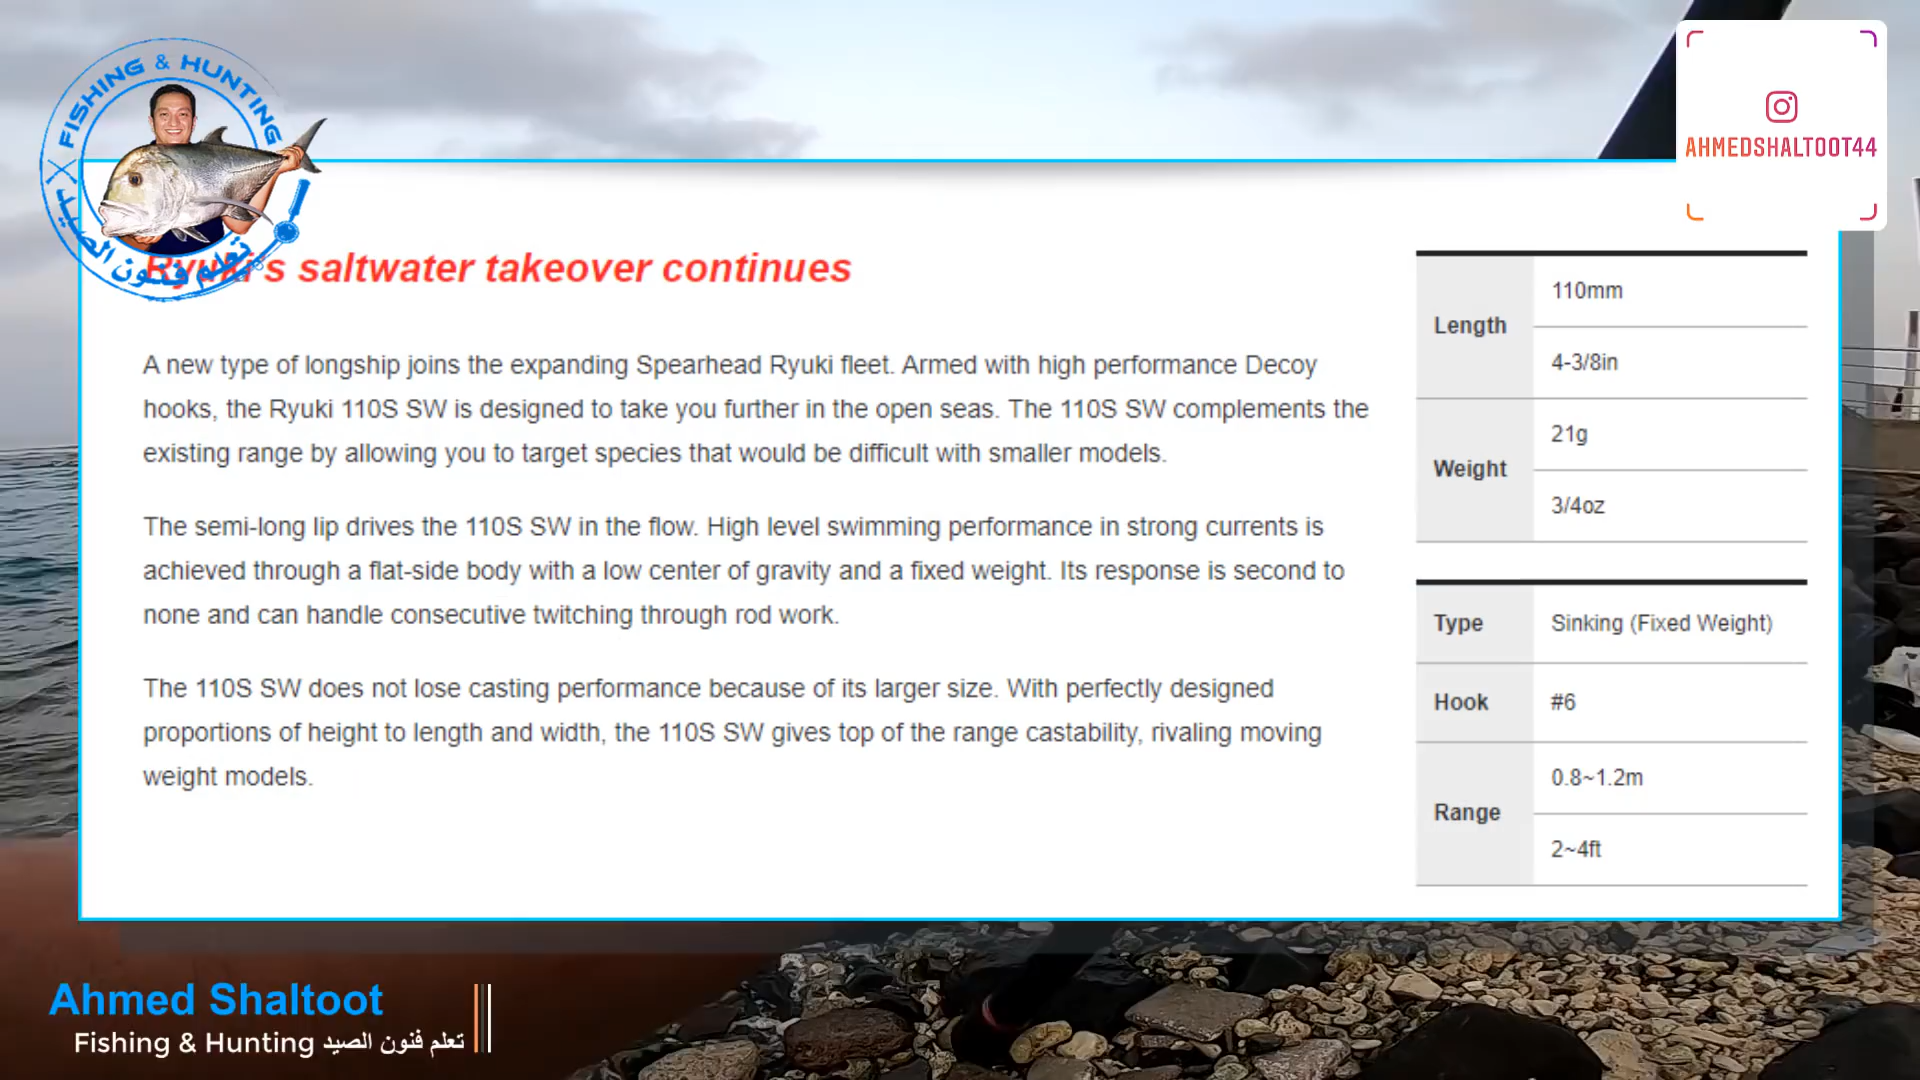 FISHING & HUNTING
تعلم فنون الصيد
AHMEDSHALTOOT44
Ryuki's saltwater takeover continues
A new type of longship joins the expanding Spearhead Ryuki fleet. Armed with high performance Decoy
hooks, the Ryuki 110S SW is designed to take you further in the open seas. The 110S SW complements the
existing range by allowing you to target species that would be difficult with smaller models.
The semi-long lip drives the 110S SW in the flow. High level swimming performance in strong currents is
achieved through a flat-side body with a low center of gravity and a fixed weight. Its response is second to
none and can handle consecutive twitching through rod work.
The 110S SW does not lose casting performance because of its larger size. With perfectly designed
proportions of height to length and width, the 110S SW gives top of the range castability, rivaling moving
weight models.
Length
110mm
4-3/8in
Weight
21g
3/4oz
Type Sinking (Fixed Weight)
Hook #6
Range
0.8~1.2m
2~4ft
Ahmed Shaltoot
Fishing & Hunting تعلم فنون الصيد